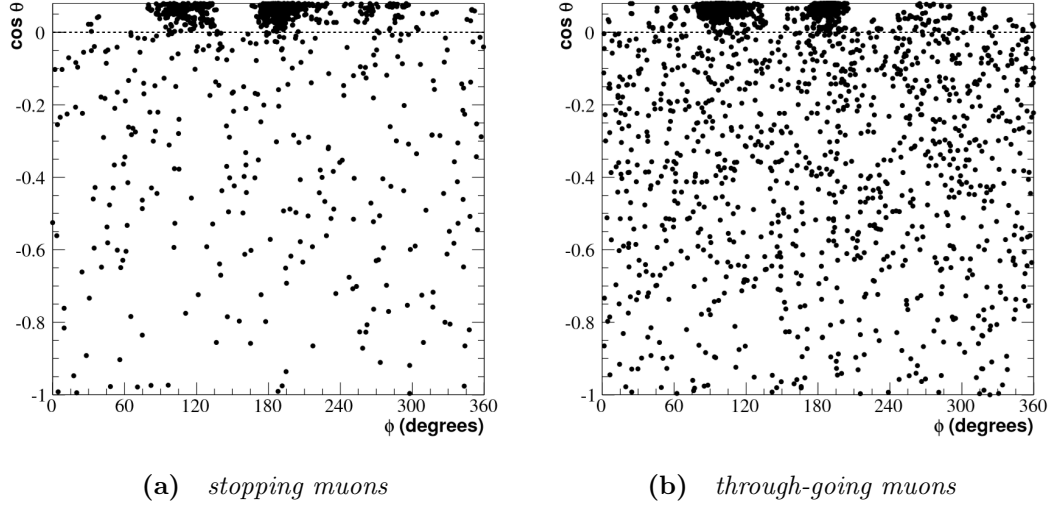 cos θ
0
-0.2
-0.4
-0.6
-0.8
-1
0 60 120 180 240 300 360
ϕ (degrees)
(a) stopping muons
cos θ
0
-0.2
-0.4
-0.6
-0.8
-1
0 60 120 180 240 300 360
ϕ (degrees)
(b) through-going muons